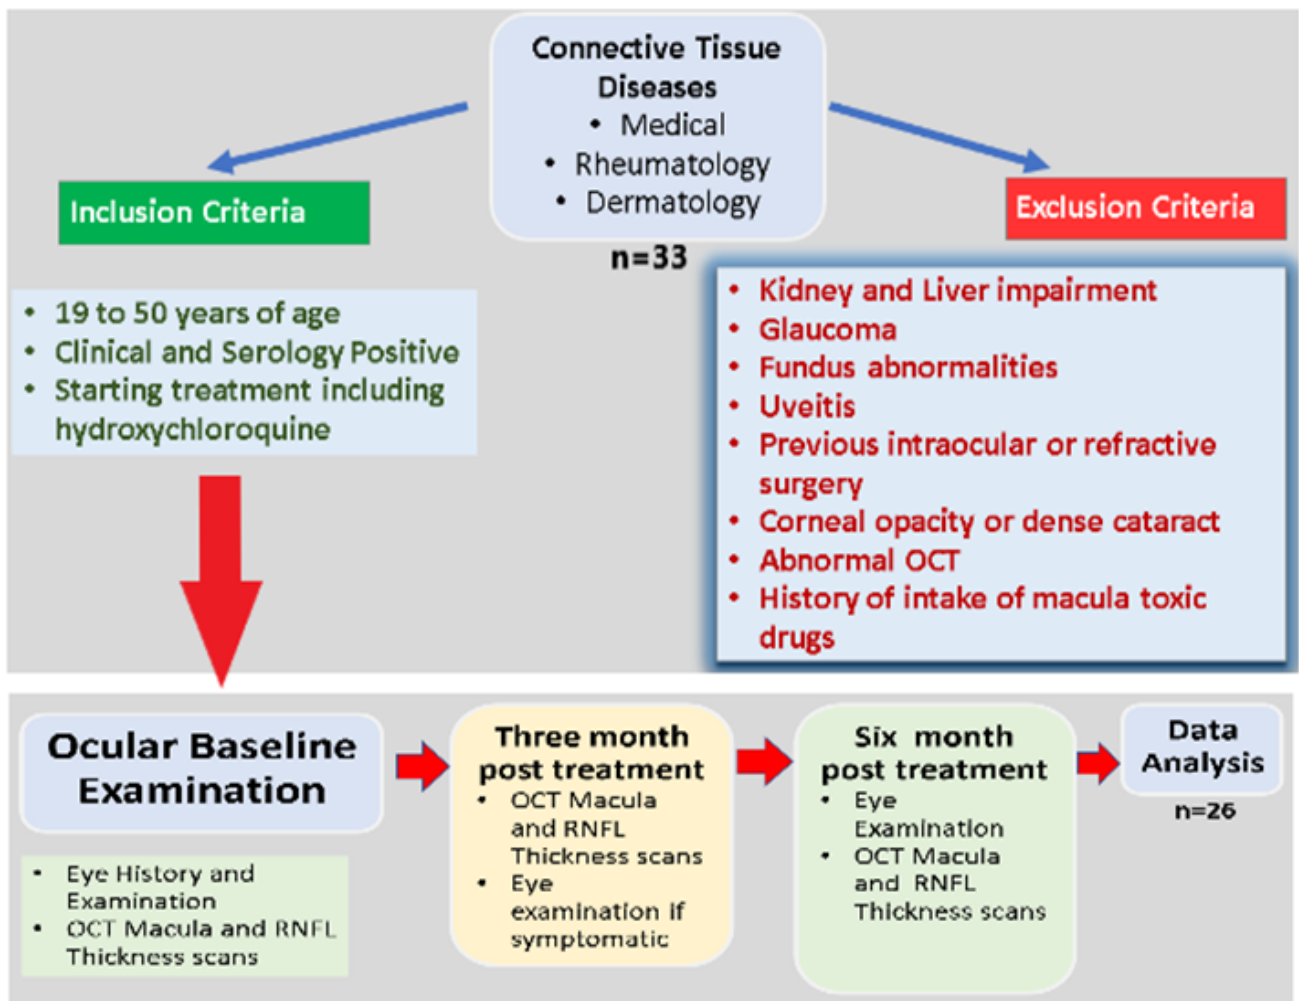 Connective Tissue
Diseases
• Medical
• Rheumatology
• Dermatology
n=33
Inclusion Criteria
• 19 to 50 years of age
• Clinical and Serology Positive
• Starting treatment including
hydroxychloroquine
Exclusion Criteria
• Kidney and Liver impairment
• Glaucoma
• Fundus abnormalities
• Uveitis
• Previous intraocular or refractive
surgery
• Corneal opacity or dense cataract
• Abnormal OCT
• History of intake of macula toxic
drugs
Ocular Baseline
Examination
• Eye History and
Examination
• OCT Macula and RNFL
Thickness scans
Three month
post treatment
• OCT Macula
and RNFL
Thickness scans
• Eye
examination if
symptomatic
Six month
post treatment
• Eye
Examination
• OCT Macula
and RNFL
Thickness scans
Data
Analysis
n=26